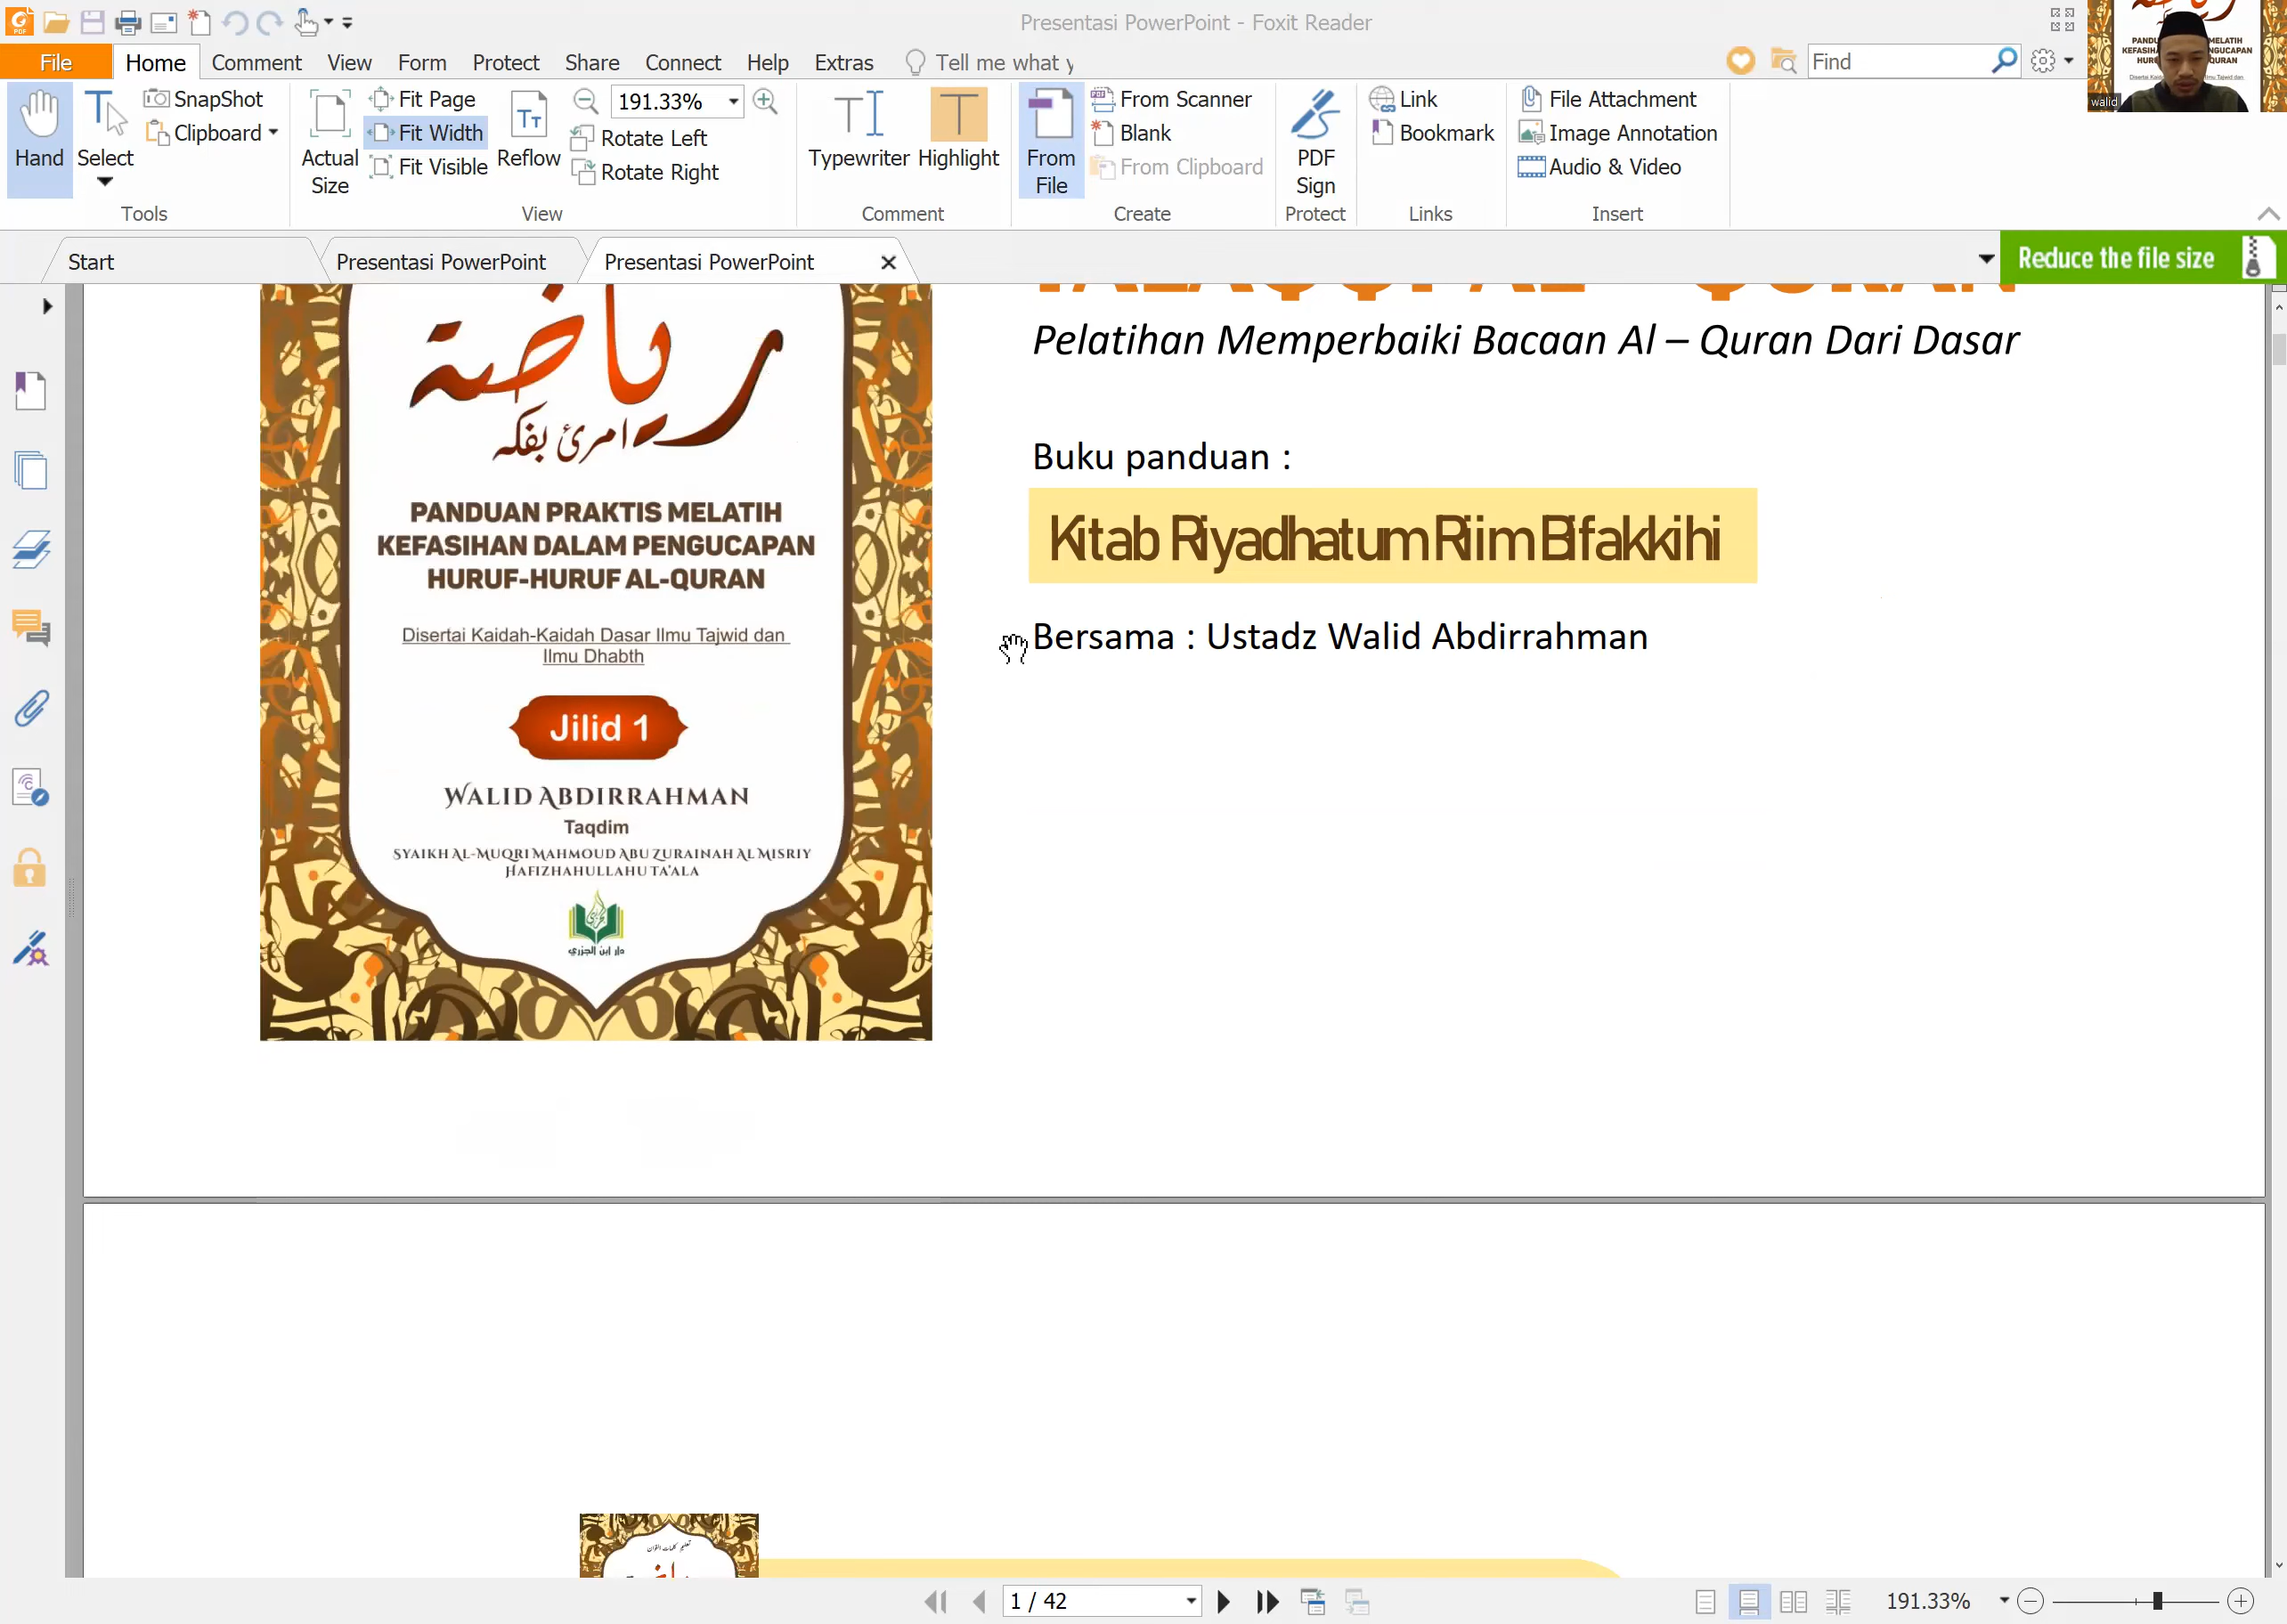 Presentasi PowerPoint - Foxit Reader
File Home Comment View Form Protect Share Connect Help Extras Tell me what y
Find
Hand
Select
SnapShot
Clipboard
Tools
Actual Size
Fit Page
Fit Width
Fit Visible
Reflow
191.33%
Rotate Left
Rotate Right
View
Typewriter
Highlight
Comment
From File
From Scanner
Blank
From Clipboard
Create
PDF Sign
Protect
Link
Bookmark
Links
File Attachment
Image Annotation
Audio & Video
Insert
walid
Start
Presentasi PowerPoint
Presentasi PowerPoint
Reduce the file size
رياضة
امرئ بفكه
PANDUAN PRAKTIS MELATIH
KEFASIHAN DALAM PENGUCAPAN
HURUF-HURUF AL-QURAN
Disertai Kaidah-Kaidah Dasar Ilmu Tajwid dan
Ilmu Dhabth
Jilid 1
WALID ABDIRRAHMAN
Taqdim
SYAIKH AL-MUQRI MAHMOUD ABU ZURAINAH AL MISRIY
HAFIZHAHULLAHU TA'ALA
دار ابن الجزري
Pelatihan Memperbaiki Bacaan Al – Quran Dari Dasar
Buku panduan :
Kitab Riyadhatum Riim Bifakkihi
Bersama : Ustadz Walid Abdirrahman
1 / 42
191.33%